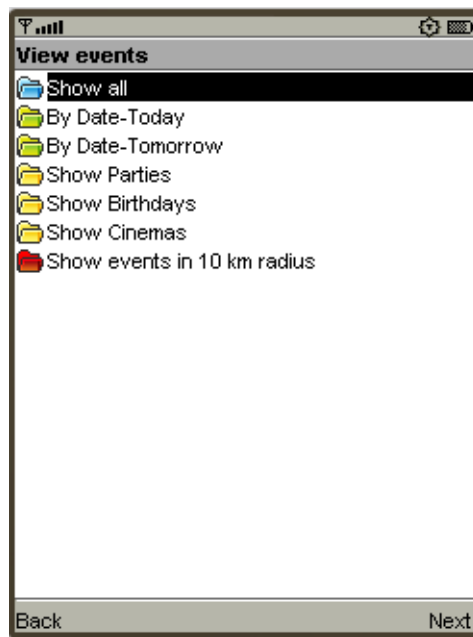 View events
Show all
By Date-Today
By Date-Tomorrow
Show Parties
Show Birthdays
Show Cinemas
Show events in 10 km radius
Back Next